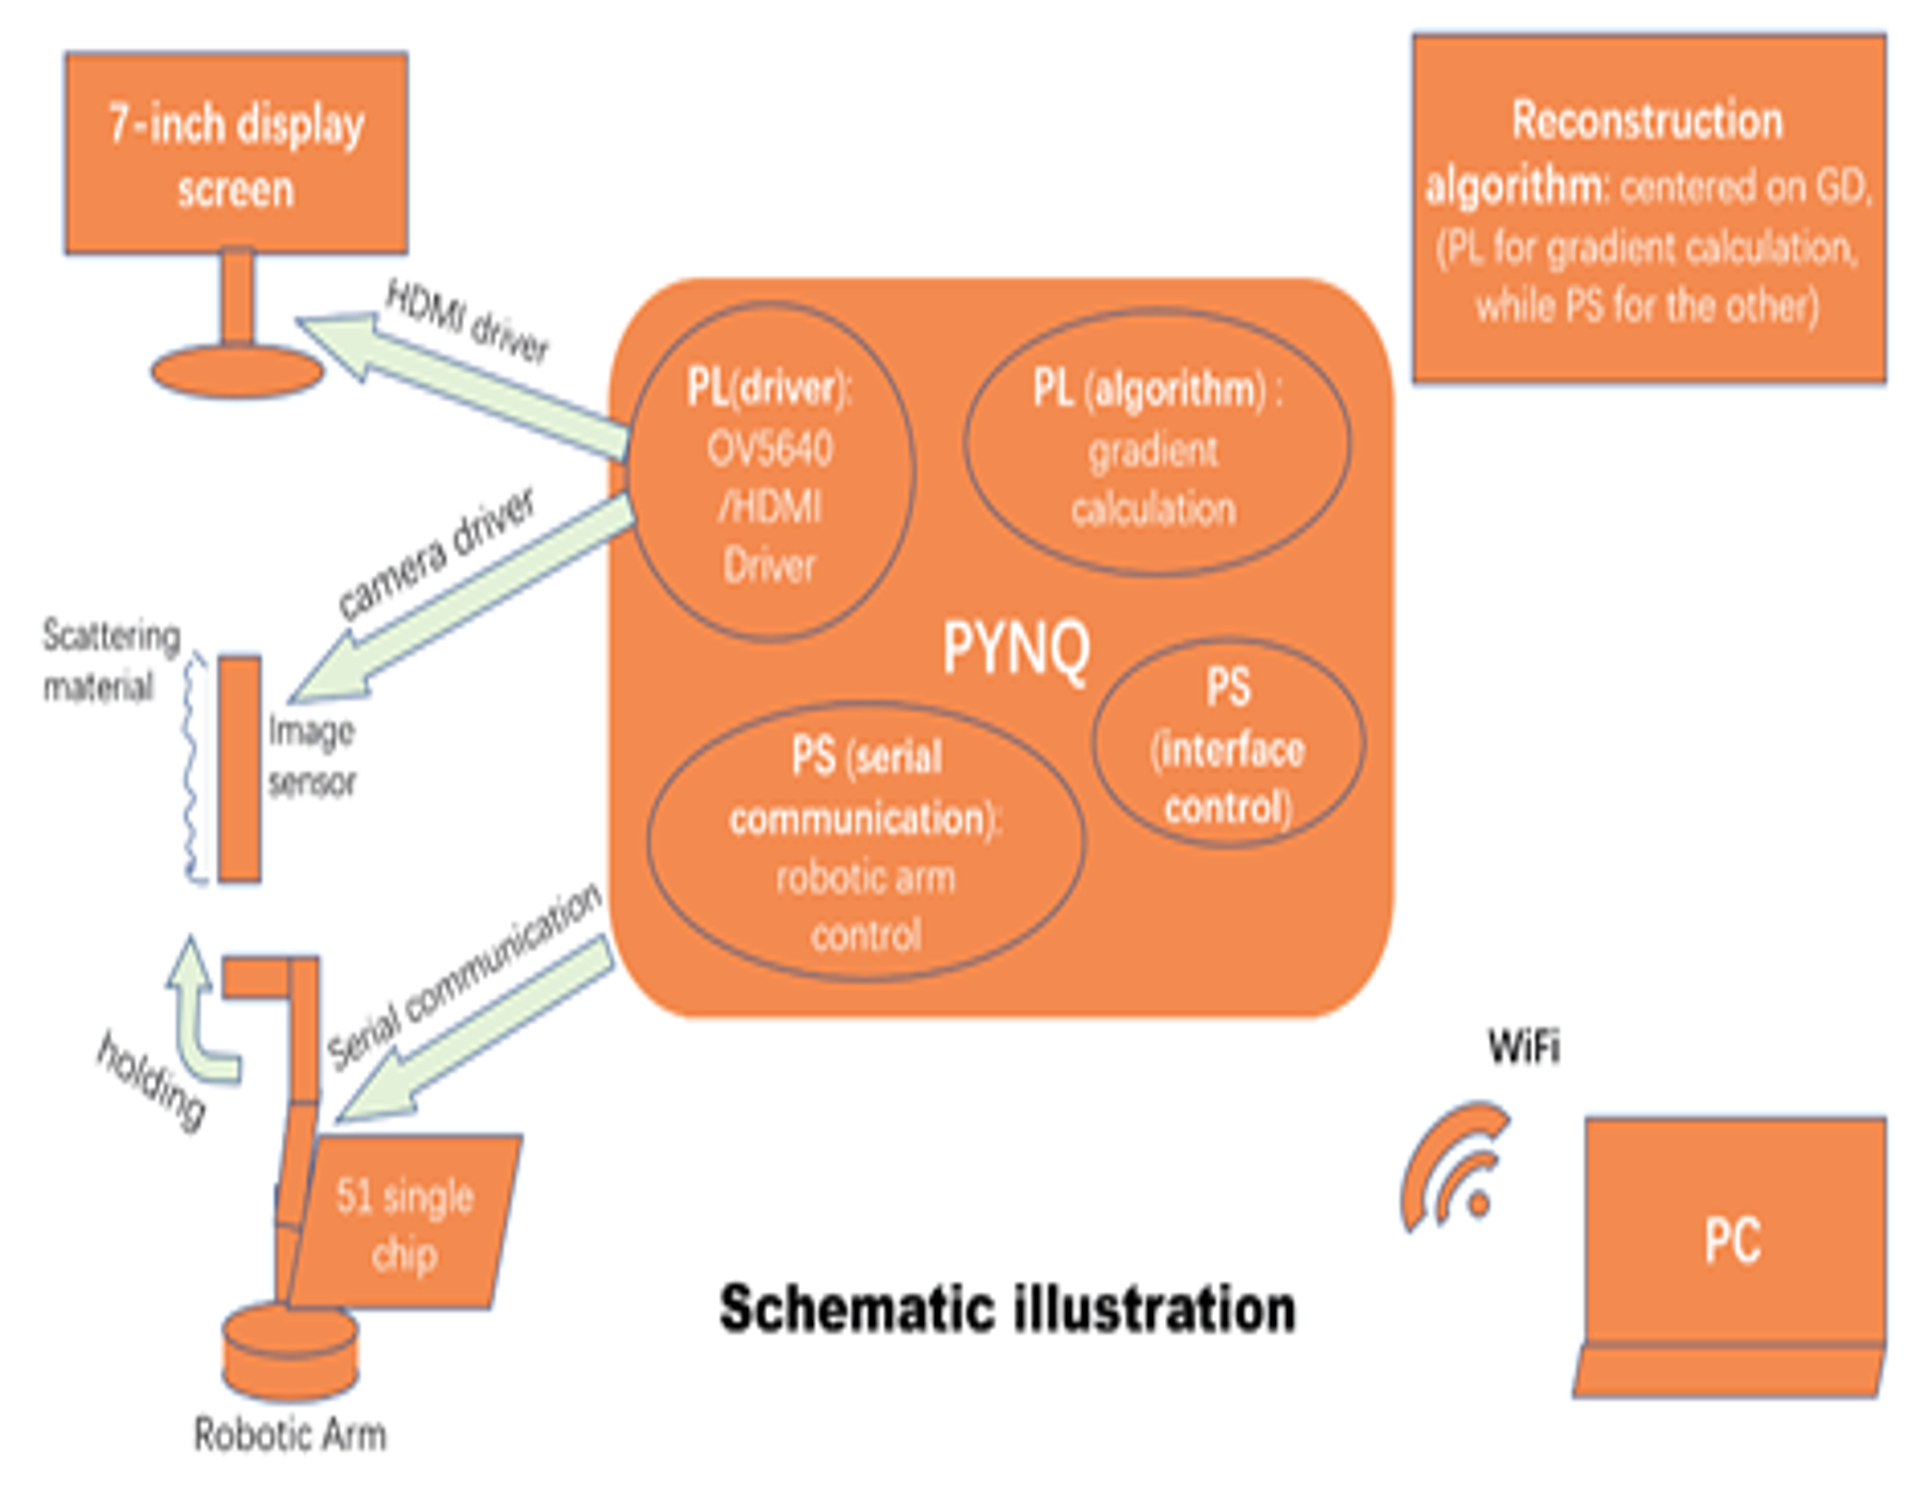 7-inch display
screen
Reconstruction
algorithm: centered on GD,
(PL for gradient calculation,
while PS for the other)
HDMI driver
PL(driver):
OV5640
/HDMI
Driver
PL (algorithm) :
gradient
calculation
camera driver
Scattering
material
Image
sensor
PYNQ
PS
(interface
control)
PS (serial
communication):
robotic arm
control
Serial communication
holding
51 single
chip
Robotic Arm
WiFi
PC
Schematic illustration